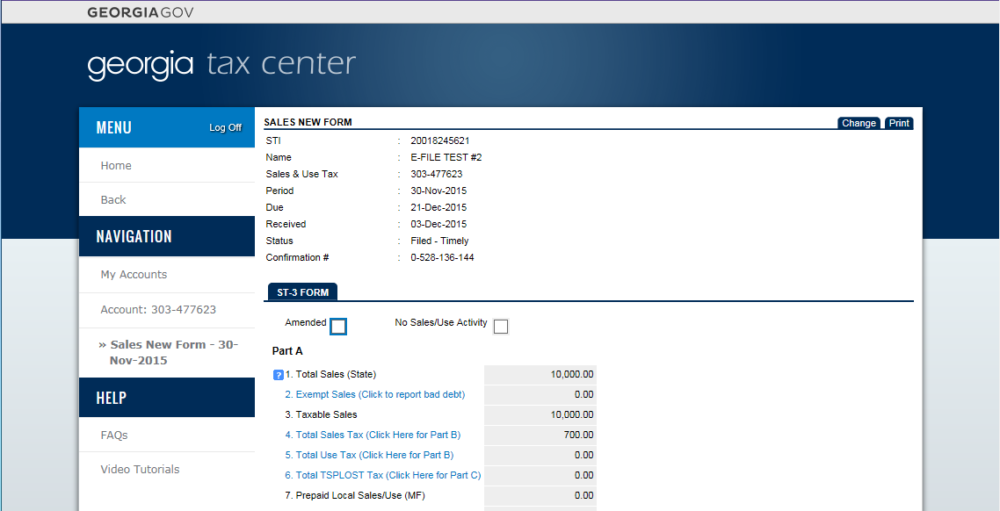 GEORGIAGOV
georgia tax center
MENU Log Off
Home
Back
NAVIGATION
My Accounts
Account: 303-477623
» Sales New Form - 30-
Nov-2015
HELP
FAQs
Video Tutorials
SALES NEW FORM Change Print
STI : 20018245621
Name : E-FILE TEST #2
Sales & Use Tax : 303-477623
Period : 30-Nov-2015
Due : 21-Dec-2015
Received : 03-Dec-2015
Status : Filed - Timely
Confirmation # : 0-528-136-144
ST-3 FORM
Amended No Sales/Use Activity
Part A
? 1. Total Sales (State) 10,000.00
2. Exempt Sales (Click to report bad debt) 0.00
3. Taxable Sales 10,000.00
4. Total Sales Tax (Click Here for Part B) 700.00
5. Total Use Tax (Click Here for Part B) 0.00
6. Total TSPLOST Tax (Click Here for Part C) 0.00
7. Prepaid Local Sales/Use (MF) 0.00